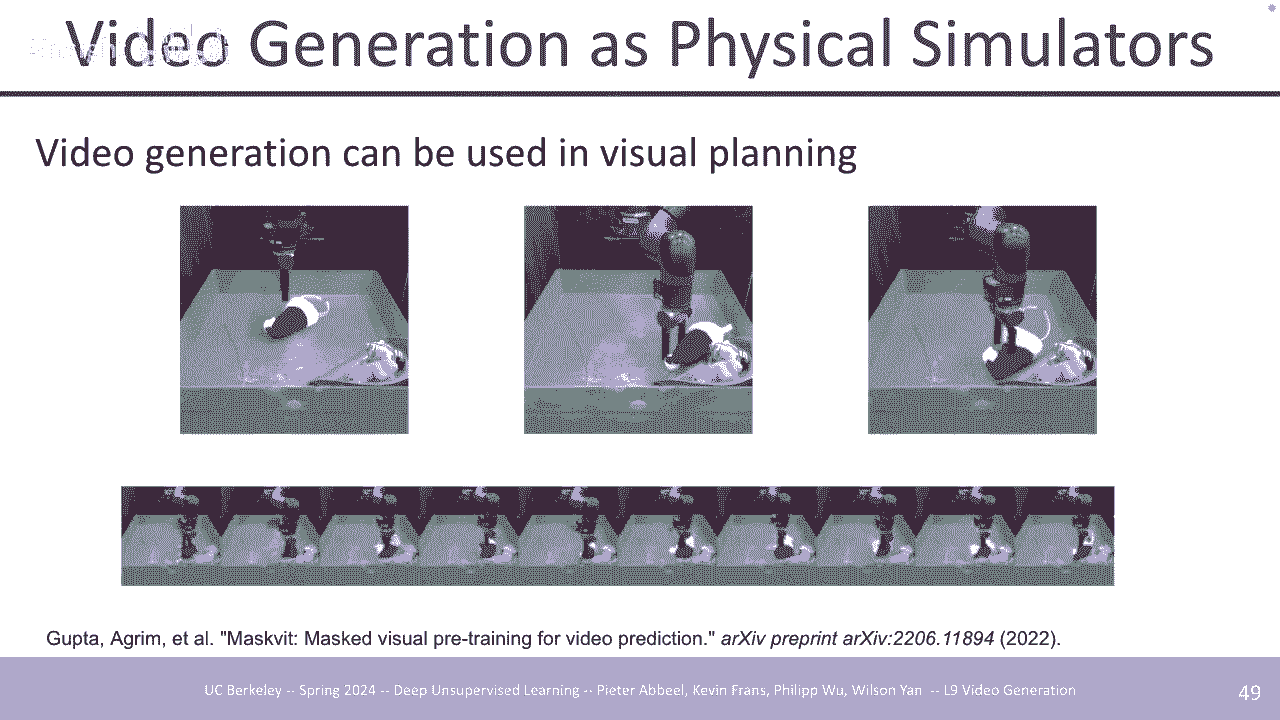 Video Generation as Physical Simulators
Video generation can be used in visual planning
Gupta, Agrim, et al. "Maskvit: Masked visual pre-training for video prediction." arXiv preprint arXiv:2206.11894 (2022).
UC Berkeley -- Spring 2024 -- Deep Unsupervised Learning -- Pieter Abbeel, Kevin Frans, Philipp Wu, Wilson Yan -- L9 Video Generation
49